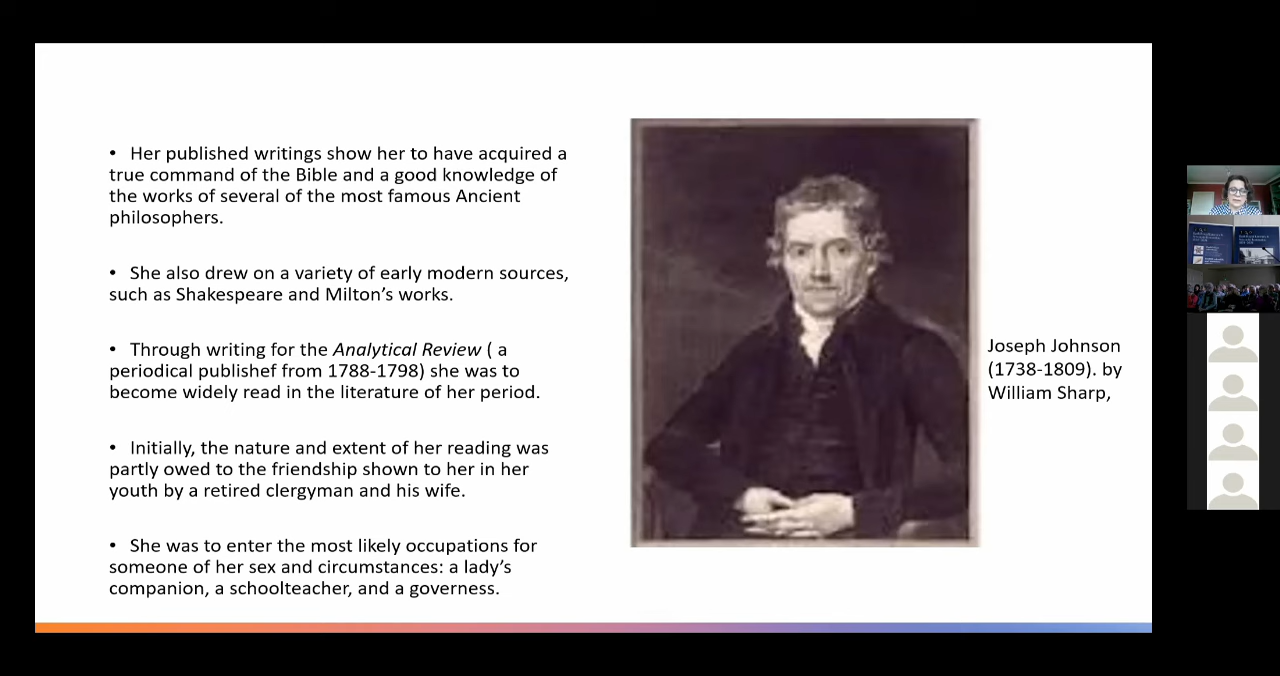 • Her published writings show her to have acquired a
true command of the Bible and a good knowledge of
the works of several of the most famous Ancient
philosophers.
• She also drew on a variety of early modern sources,
such as Shakespeare and Milton’s works.
• Through writing for the Analytical Review ( a
periodical publishef from 1788-1798) she was to
become widely read in the literature of her period.
• Initially, the nature and extent of her reading was
partly owed to the friendship shown to her in her
youth by a retired clergyman and his wife.
• She was to enter the most likely occupations for
someone of her sex and circumstances: a lady’s
companion, a schoolteacher, and a governess.
Joseph Johnson
(1738-1809). by
William Sharp,